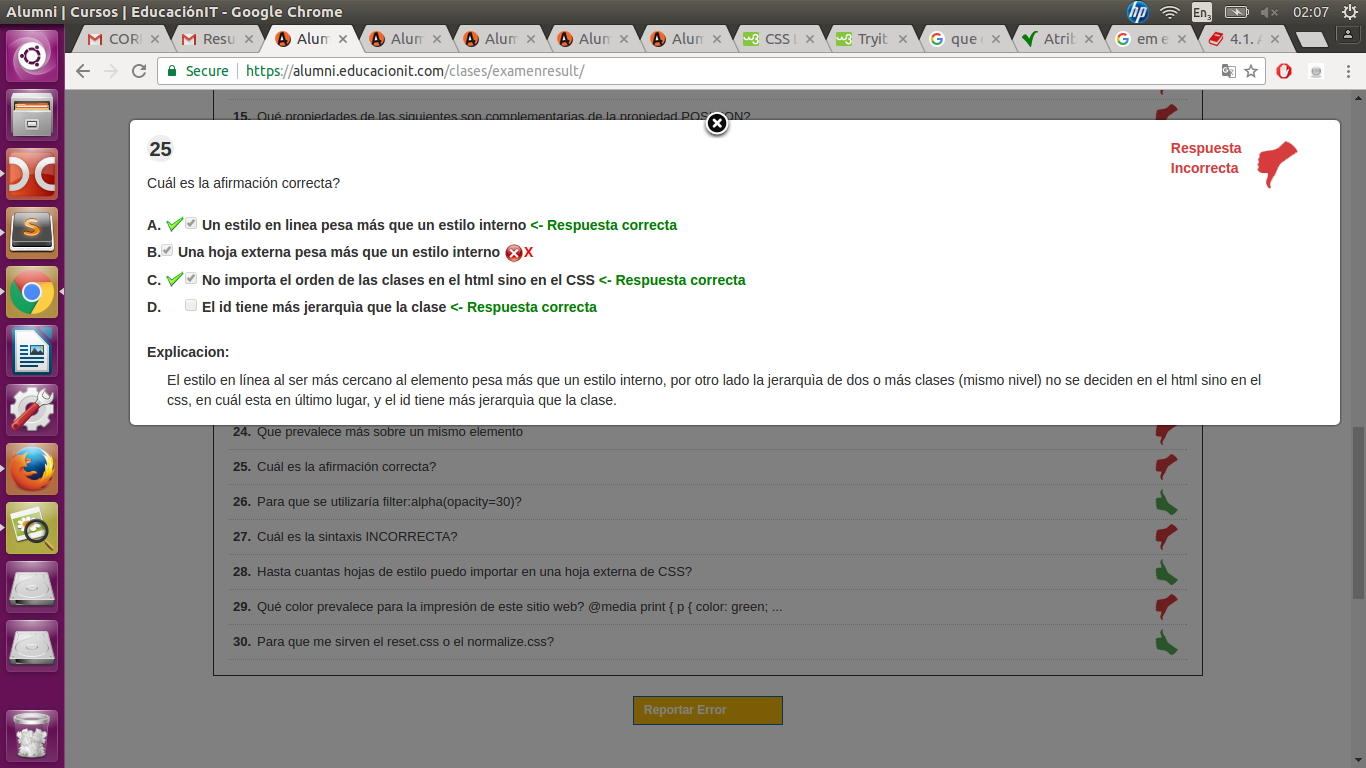 Alumni | Cursos | EducaciónIT - Google Chrome
En3
02:07
CORI
Resu
Alum
Alum
Alum
Alum
Alum
CSS
Tryit
que
Atrib
em e
4.1.
Secure
https://alumni.educacionit.com/clases/examenresult/
15. Qué propiedades de las siguientes son complementarias de la propiedad POSITION?
25
Respuesta
Incorrecta
Cuál es la afirmación correcta?
A. Un estilo en linea pesa más que un estilo interno <- Respuesta correcta
B. Una hoja externa pesa más que un estilo interno X
C. No importa el orden de las clases en el html sino en el CSS <- Respuesta correcta
D. El id tiene más jerarquìa que la clase <- Respuesta correcta
Explicacion:
El estilo en línea al ser más cercano al elemento pesa más que un estilo interno, por otro lado la jerarquìa de dos o más clases (mismo nivel) no se deciden en el html sino en el
css, en cuál esta en último lugar, y el id tiene más jerarquìa que la clase.
24. Que prevalece más sobre un mismo elemento
25. Cuál es la afirmación correcta?
26. Para que se utilizaría filter:alpha(opacity=30)?
27. Cuál es la sintaxis INCORRECTA?
28. Hasta cuantas hojas de estilo puedo importar en una hoja externa de CSS?
29. Qué color prevalece para la impresión de este sitio web? @media print { p { color: green; ...
30. Para que me sirven el reset.css o el normalize.css?
Reportar Error